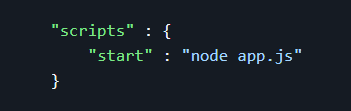 "scripts" : {
    "start" : "node app.js"
}